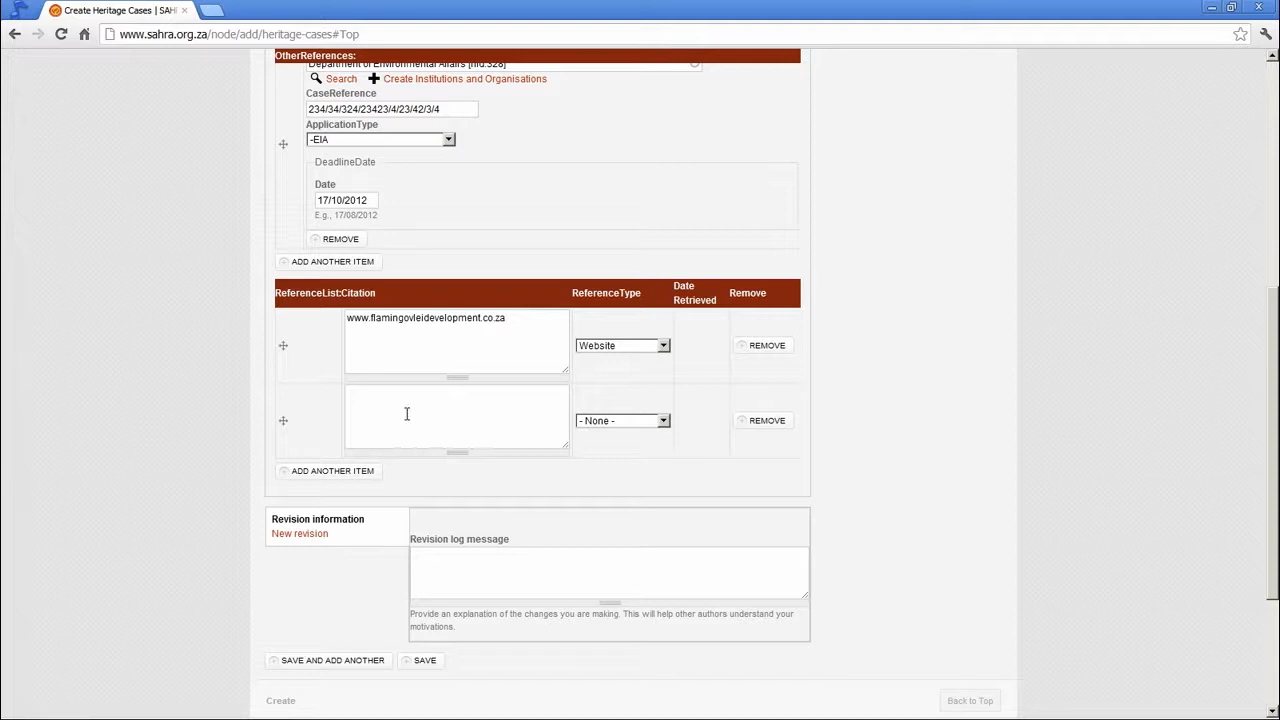 Create Heritage Cases | SAH
www.sahra.org.za/node/add/heritage-cases#Top
OtherReferences:
Department of Environmental Affairs [nid:328]
Search Create Institutions and Organisations
CaseReference
234/34/324/23423/4/23/42/3/4
ApplicationType
-EIA
DeadlineDate
Date
17/10/2012
E.g., 17/08/2012
REMOVE
ADD ANOTHER ITEM
ReferenceList:Citation ReferenceType Date Retrieved Remove
www.flamingovleidevelopment.co.za
Website REMOVE
- None - REMOVE
ADD ANOTHER ITEM
Revision information
New revision
Revision log message
Provide an explanation of the changes you are making. This will help other authors understand your
motivations.
SAVE AND ADD ANOTHER SAVE
Create Back to Top